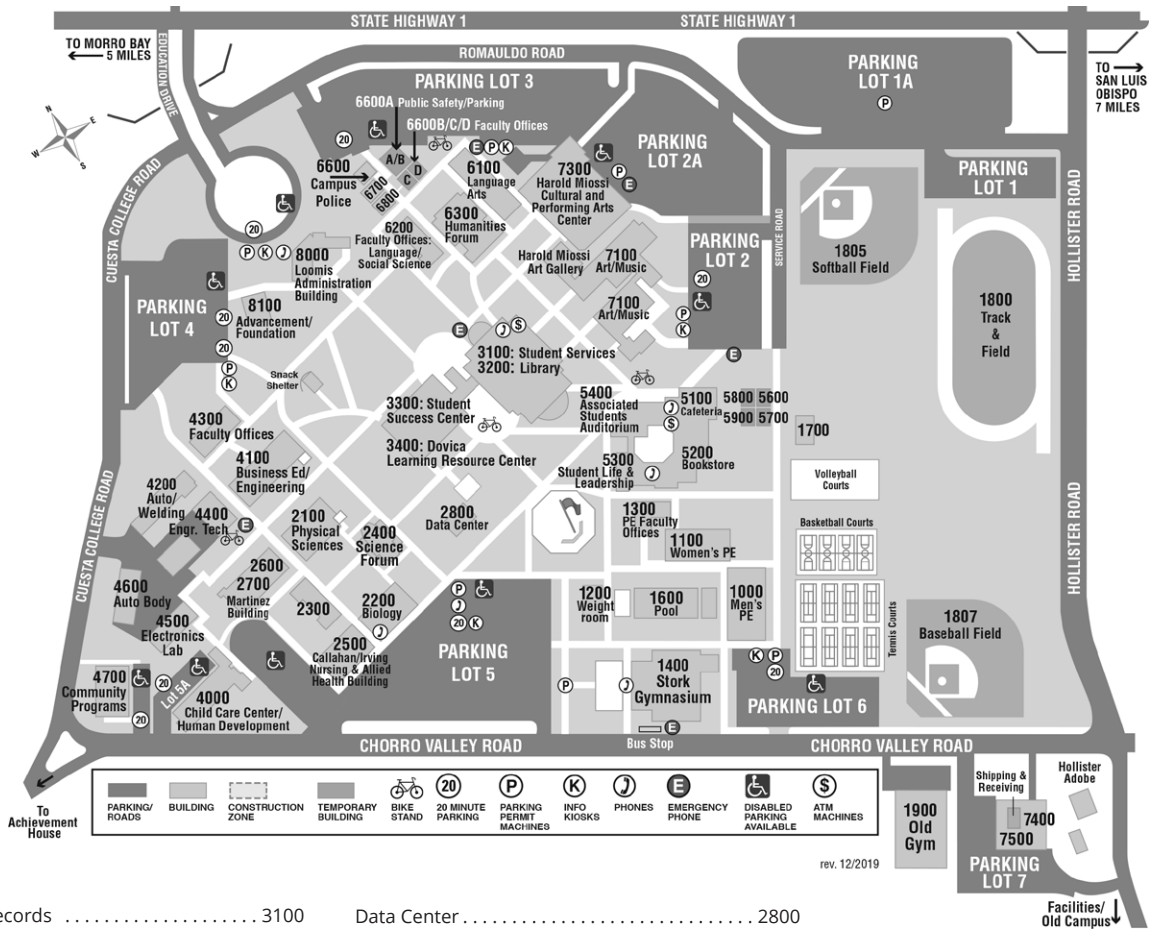 STATE HIGHWAY 1
STATE HIGHWAY 1
TO MORRO BAY
5 MILES
EDUCATION DRIVE
ROMAULDO ROAD
PARKING LOT 3
PARKING
LOT 1A
P
TO
SAN LUIS
OBISPO
7 MILES
N
E
W
S
6600A Public Safety/Parking
6600B/C/D Faculty Offices
20
A/B
D
C
6700
6800
6600
Campus
Police
E P K
6100
Language
Arts
7300
Harold Miossi
Cultural and
Performing Arts
Center
P
E
PARKING
LOT 2A
PARKING
LOT 1
CUESTA COLLEGE ROAD
HOLLISTER ROAD
SERVICE ROAD
20
P K
6200
Faculty Offices:
Language/
Social Science
6300
Humanities
Forum
Harold Miossi
Art Gallery
7100
Art/Music
7100
Art/Music
PARKING
LOT 2
20
P
K
1805
Softball Field
1800
Track
&
Field
8000
Loomis
Administration
Building
PARKING
LOT 4
20
20
P
K
8100
Advancement/
Foundation
E
$
3100: Student Services
3200: Library
E
Snack
Shelter
3300: Student
Success Center
3400: Dovica
Learning Resource Center
5400
Associated
Students
Auditorium
5100
Cafeteria
$
5800 5600
5900 5700
1700
4300
Faculty Offices
4100
Business Ed/
Engineering
5300
Student Life &
Leadership
5200
Bookstore
Volleyball
Courts
4200
Auto/
Welding
4400
Engr. Tech
E
2100
Physical
Sciences
2400
Science
Forum
2800
Data Center
1300
PE Faculty
Offices
1100
Women's PE
Basketball Courts
CUESTA COLLEGE ROAD
HOLLISTER ROAD
4600
Auto Body
4500
Electronics
Lab
2600
2700
Martinez
Building
2300
2200
Biology
2500
Callahan/Irving
Nursing & Allied
Health Building
P
20 K
PARKING
LOT 5
1200
Weight
room
1600
Pool
1000
Men's
PE
Tennis Courts
1807
Baseball Field
4700
Community
Programs
20
20
Lot 5A
4000
Child Care Center/
Human Development
P
1400
Stork
Gymnasium
E
K P
20
PARKING LOT 6
CHORRO VALLEY ROAD
Bus Stop
CHORRO VALLEY ROAD
To
Achievement
House
PARKING/
ROADS
BUILDING
CONSTRUCTION
ZONE
TEMPORARY
BUILDING
BIKE
STAND
20
20 MINUTE
PARKING
P
PARKING
PERMIT
MACHINES
K
INFO
KIOSKS
PHONES
E
EMERGENCY
PHONE
DISABLED
PARKING
AVAILABLE
$
ATM
MACHINES
rev. 12/2019
1900
Old
Gym
Shipping &
Receiving
7400
7500
PARKING
LOT 7
Hollister
Adobe
Facilities/
Old Campus
ecords . . . . . . . . . . . . . . . . . . . . 3100
Data Center . . . . . . . . . . . . . . . . . . . . . . . . . . . . . . 2800